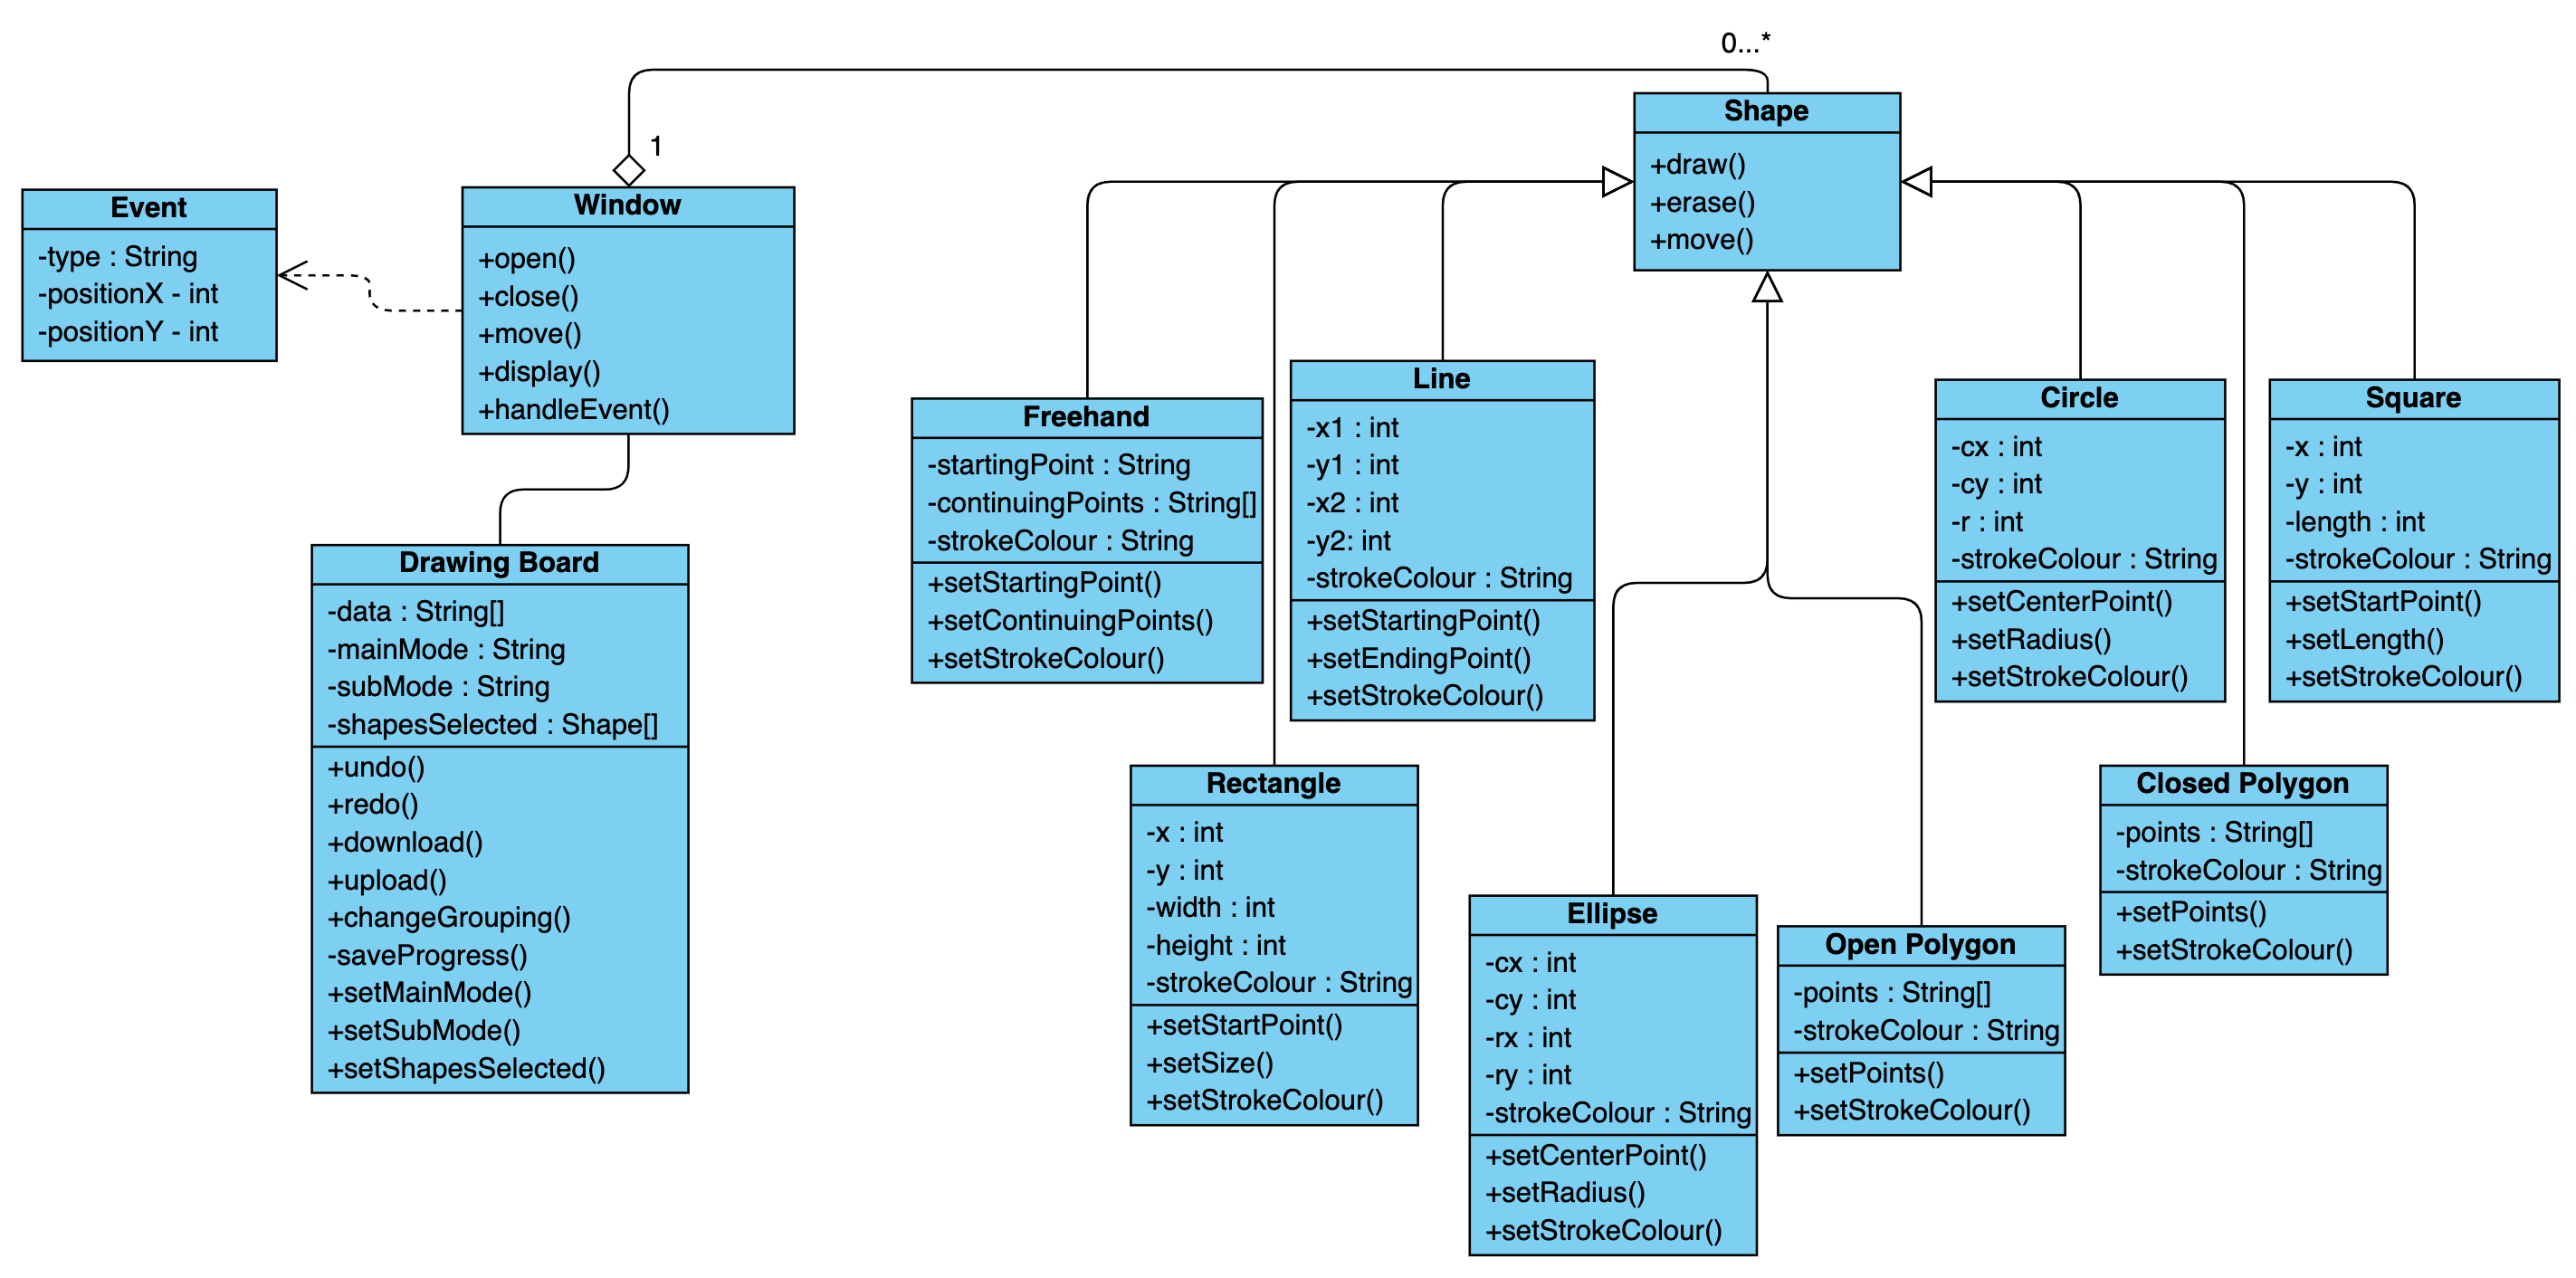 0...*
1
Shape
+draw()
+erase()
+move()
Event
-type : String
-positionX - int
-positionY - int
Window
+open()
+close()
+move()
+display()
+handleEvent()
Drawing Board
-data : String[]
-mainMode : String
-subMode : String
-shapesSelected : Shape[]
+undo()
+redo()
+download()
+upload()
+changeGrouping()
-saveProgress()
+setMainMode()
+setSubMode()
+setShapesSelected()
Freehand
-startingPoint : String
-continuingPoints : String[]
-strokeColour : String
+setStartingPoint()
+setContinuingPoints()
+setStrokeColour()
Line
-x1 : int
-y1 : int
-x2 : int
-y2: int
-strokeColour : String
+setStartingPoint()
+setEndingPoint()
+setStrokeColour()
Circle
-cx : int
-cy : int
-r : int
-strokeColour : String
+setCenterPoint()
+setRadius()
+setStrokeColour()
Square
-x : int
-y : int
-length : int
-strokeColour : String
+setStartPoint()
+setLength()
+setStrokeColour()
Rectangle
-x : int
-y : int
-width : int
-height : int
-strokeColour : String
+setStartPoint()
+setSize()
+setStrokeColour()
Ellipse
-cx : int
-cy : int
-rx : int
-ry : int
-strokeColour : String
+setCenterPoint()
+setRadius()
+setStrokeColour()
Open Polygon
-points : String[]
-strokeColour : String
+setPoints()
+setStrokeColour()
Closed Polygon
-points : String[]
-strokeColour : String
+setPoints()
+setStrokeColour()